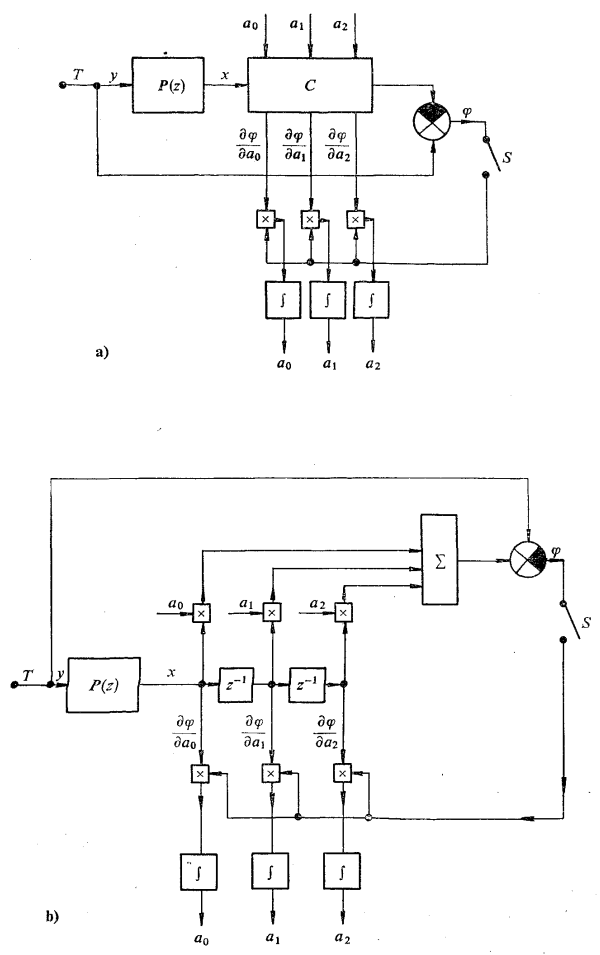 a₀ a₁ a₂
T y P(z) x C φ
∂φ/∂a₀ ∂φ/∂a₁ ∂φ/∂a₂ S
× × ×
∫ ∫ ∫
a) a₀ a₁ a₂
Σ φ
a₀ × a₁ × a₂ × S
T y P(z) x z⁻¹ z⁻¹
∂φ/∂a₀ ∂φ/∂a₁ ∂φ/∂a₂
× × ×
∫ ∫ ∫
b) a₀ a₁ a₂